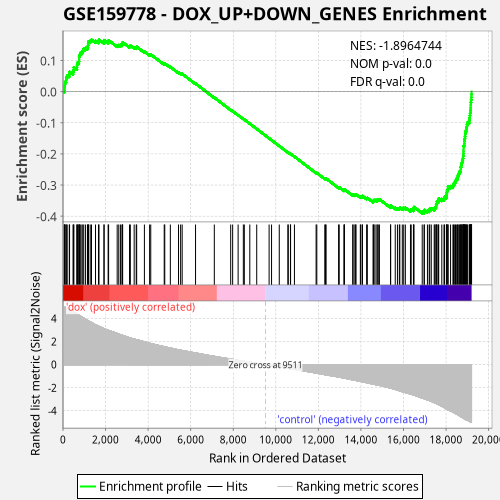 GSE159778 - DOX_UP+DOWN_GENES Enrichment
NES: -1.8964744
NOM p-val: 0.0
FDR q-val: 0.0
Enrichment score (ES)
0.1
0.0
-0.1
-0.2
-0.3
-0.4
'dox' (positively correlated)
Zero cross at 9511
'control' (negatively correlated)
Ranked list metric (Signal2Noise)
4
2
0
-2
-4
0
2,000
4,000
6,000
8,000
10,000
12,000
14,000
16,000
18,000
20,000
Rank in Ordered Dataset
Enrichment profile
Hits
Ranking metric scores